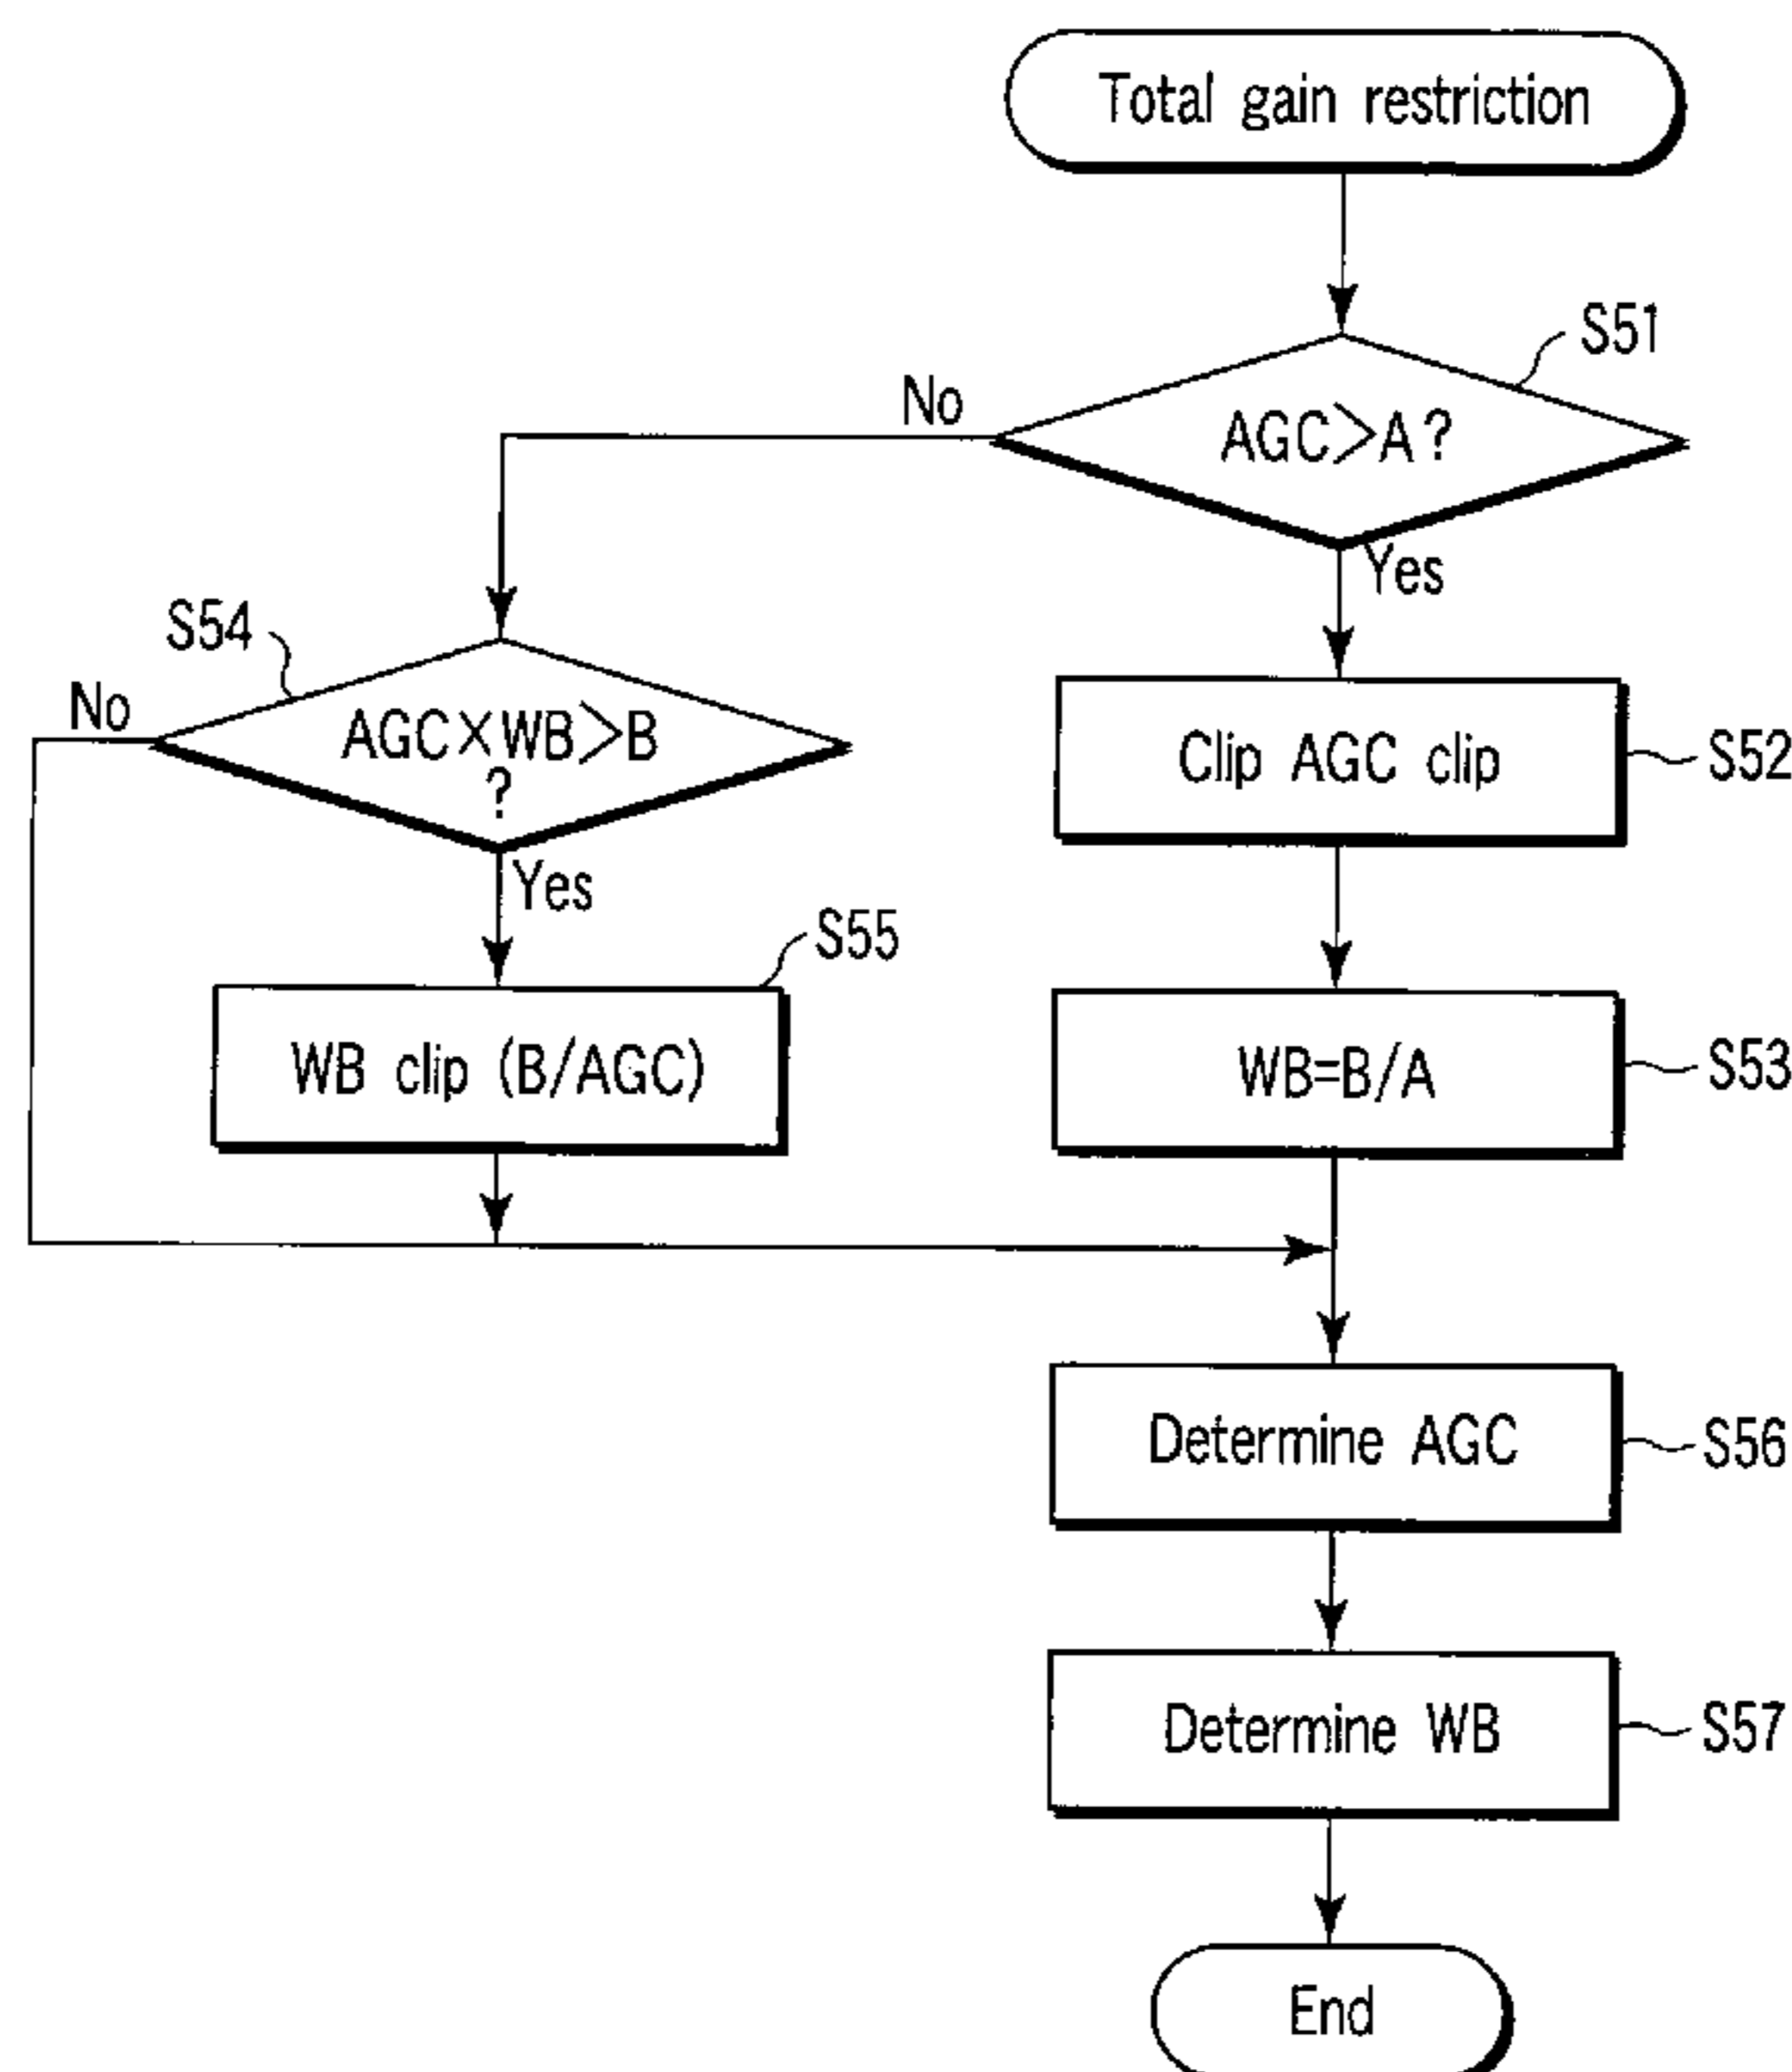 Total gain restriction
S51
No
AGC>A?
Yes
S54
No
AGC×WB>B
?
Yes
Clip AGC clip
S52
S55
WB clip (B/AGC)
WB=B/A
S53
Determine AGC
S56
Determine WB
S57
End